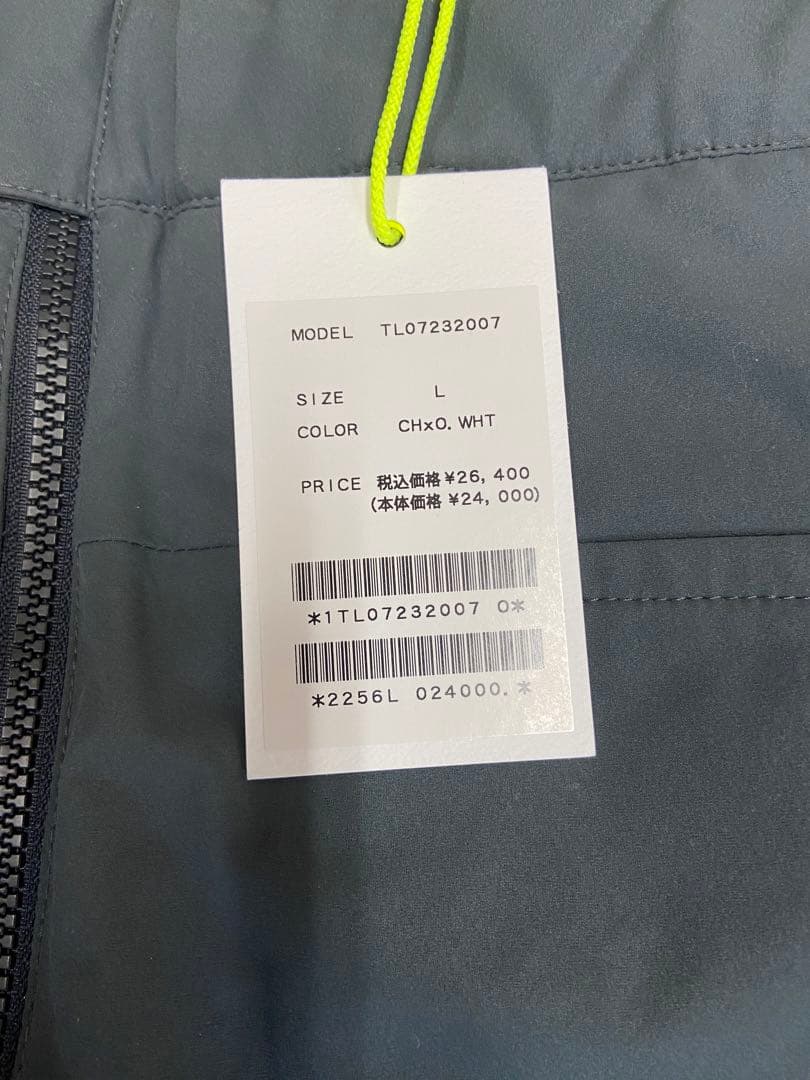 MODEL TL07232007
SIZE L
COLOR CH×O. WHT
PRICE 税込価格 ¥26, 400
(本体価格 ¥24, 000)
*1TL07232007 0*
*2256L 024000. *